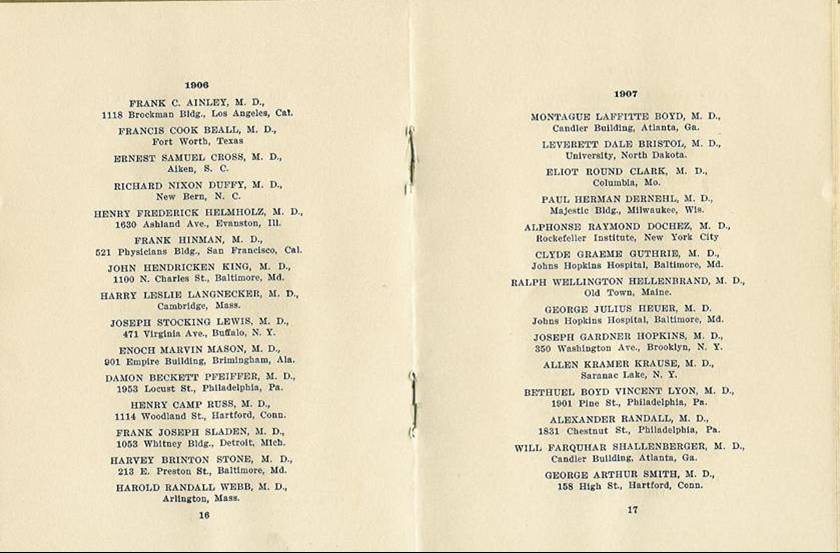 1906
FRANK C. AINLEY, M. D.,
1118 Brockman Bldg., Los Angeles, Cal.
FRANCIS COOK BEALL, M. D.,
Fort Worth, Texas
ERNEST SAMUEL CROSS, M. D.,
Aiken, S. C.
RICHARD NIXON DUFFY, M. D.,
New Bern, N. C.
HENRY FREDERICK HELMHOLZ, M. D.,
1630 Ashland Ave., Evanston, Ill.
FRANK HINMAN, M. D.,
521 Physicians Bldg., San Francisco, Cal.
JOHN HENDRICKEN KING, M. D.,
1100 N. Charles St., Baltimore, Md.
HARRY LESLIE LANGNECKER, M. D.,
Cambridge, Mass.
JOSEPH STOCKING LEWIS, M. D.,
471 Virginia Ave., Buffalo, N. Y.
ENOCH MARVIN MASON, M. D.,
901 Empire Building, Brimingham, Ala.
DAMON BECKETT PFEIFFER, M. D.,
1953 Locust St., Philadelphia, Pa.
HENRY CAMP RUSS, M. D.,
1114 Woodland St., Hartford, Conn.
FRANK JOSEPH SLADEN, M. D.,
1053 Whitney Bldg., Detroit, Mich.
HARVEY BRINTON STONE, M. D.,
213 E. Preston St., Baltimore, Md.
HAROLD RANDALL WEBB, M. D.,
Arlington, Mass.
16
1907
MONTAGUE LAFFITTE BOYD, M. D.,
Candler Building, Atlanta, Ga.
LEVERETT DALE BRISTOL, M. D.,
University, North Dakota.
ELIOT ROUND CLARK, M. D.,
Columbia, Mo.
PAUL HERMAN DERNEHL, M. D.,
Majestic Bldg., Milwaukee, Wis.
ALPHONSE RAYMOND DOCHEZ, M. D.,
Rockefeller Institute, New York City
CLYDE GRAEME GUTHRIE, M. D.,
Johns Hopkins Hospital, Baltimore, Md.
RALPH WELLINGTON HELLENBRAND, M. D.,
Old Town, Maine.
GEORGE JULIUS HEUER, M. D.
Johns Hopkins Hospital, Baltimore, Md.
JOSEPH GARDNER HOPKINS, M. D.,
350 Washington Ave., Brooklyn, N. Y.
ALLEN KRAMER KRAUSE, M. D.,
Saranac Lake, N. Y.
BETHUEL BOYD VINCENT LYON, M. D.,
1901 Pine St., Philadelphia, Pa.
ALEXANDER RANDALL, M. D.,
1831 Chestnut St., Philadelphia, Pa.
WILL FARQUHAR SHALLENBERGER, M. D.,
Candler Building, Atlanta, Ga.
GEORGE ARTHUR SMITH, M. D.,
158 High St., Hartford, Conn.
17